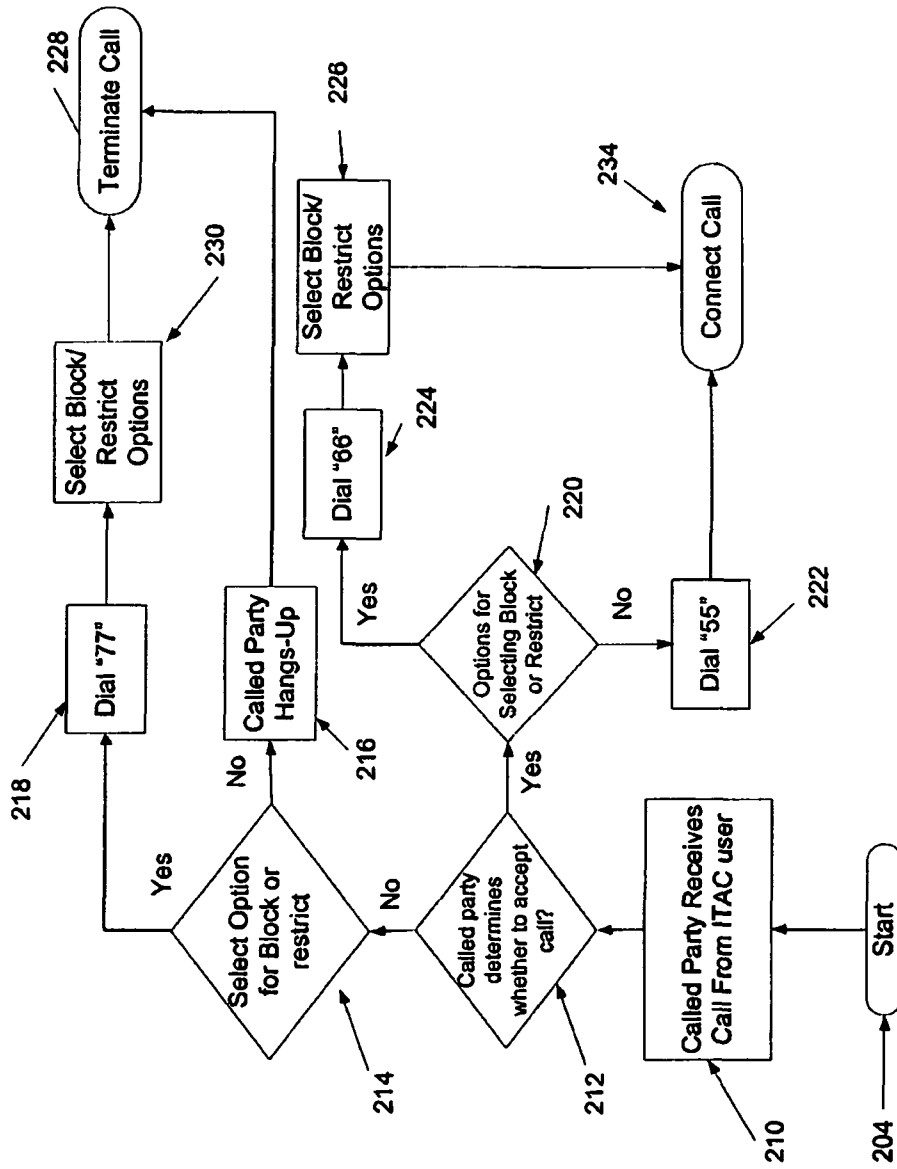 204
Start
210
Called Party Receives
Call From ITAC user
212
Called party
determines
whether to accept
call?
No
Yes
214
Select Option
for Block or
restrict
Yes
No
218
Dial “77”
230
Select Block/
Restrict
Options
228
Terminate Call
216
Called Party
Hangs-Up
220
Options for
Selecting Block
or Restrict
Yes
No
224
Dial “66”
226
Select Block/
Restrict
Options
222
Dial “55”
234
Connect Call